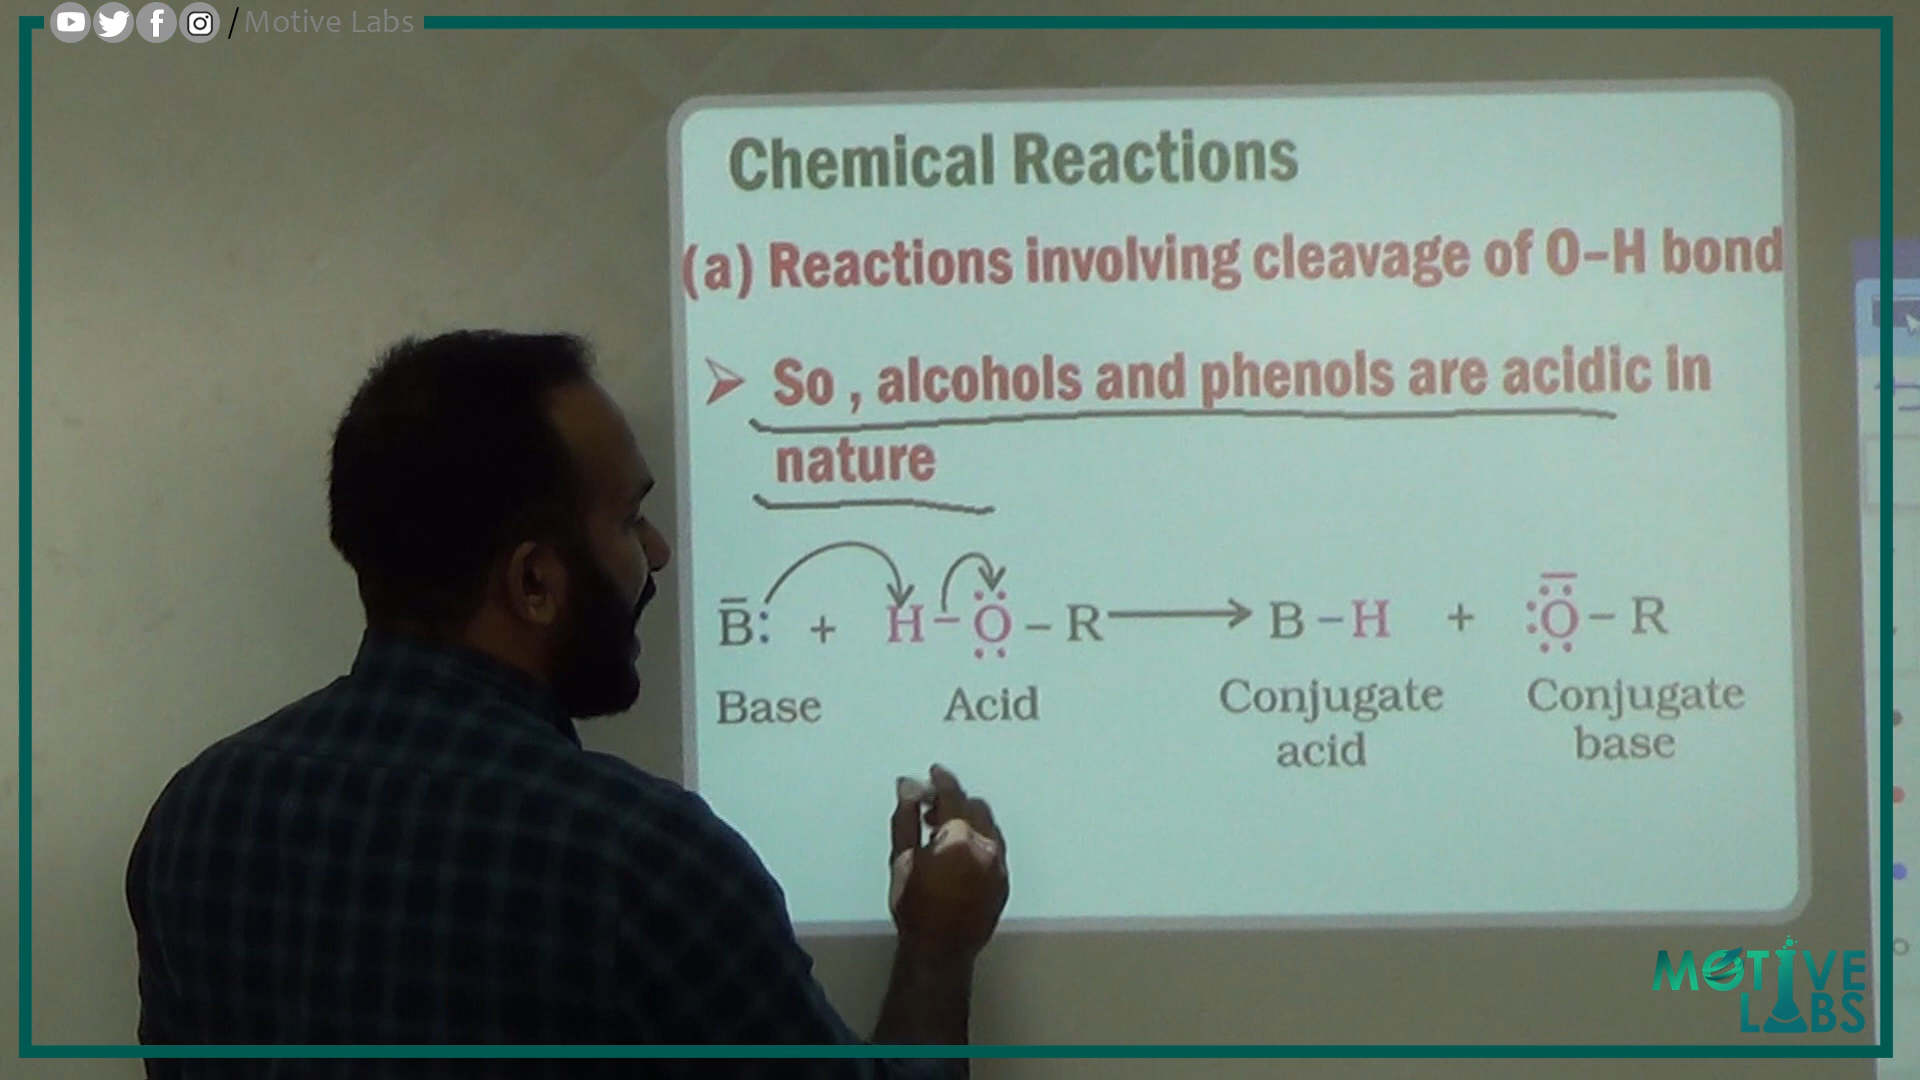 /Motive Labs
Chemical Reactions
(a) Reactions involving cleavage of O–H bond
➢ So , alcohols and phenols are acidic in
nature
B̄: + H–Ö–R ⟶ B–H + :Ȫ–R
Base Acid Conjugate acid Conjugate base
MOTIVE
LABS